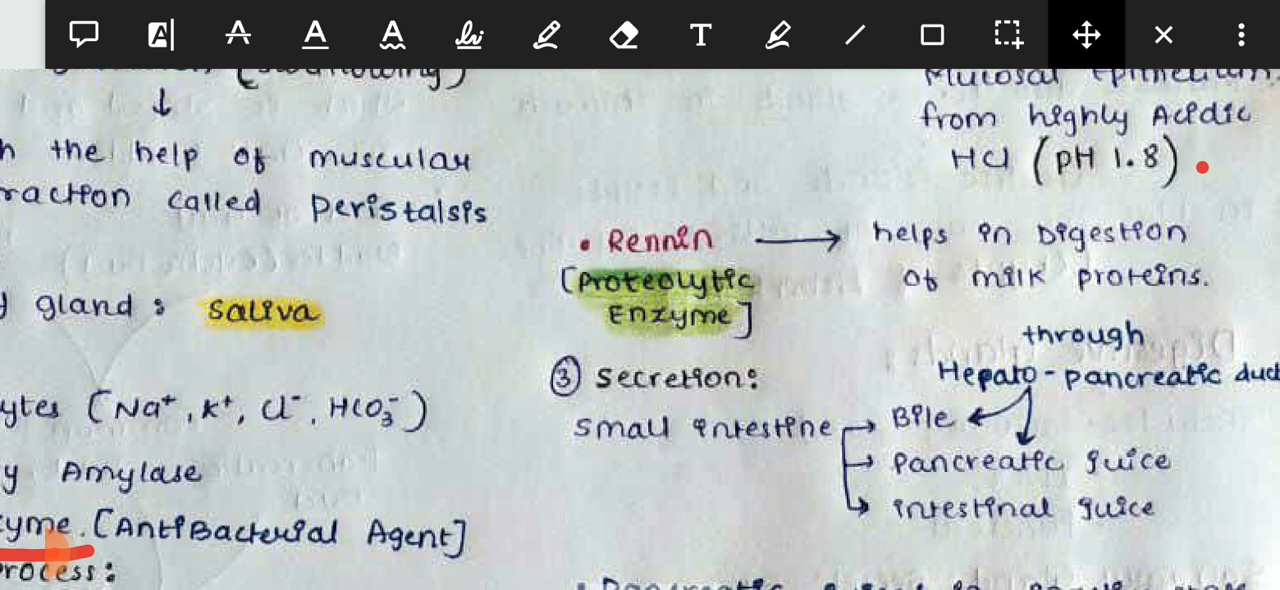 (swallowing)
↓
the help of muscular
raction called peristalsis
gland : saliva
ytes (Na⁺, K⁺, Cl⁻, HCO₃⁻)
y Amylase
zyme. [AntiBacterial Agent]
rocess:
Mucosal Epithelium
from highly Acidic
HCl (pH 1.8)
• Rennin → helps in Digestion
[Proteolytic of milk proteins.
Enzyme]
through
③ Secretion: Hepato-pancreatic duct
small intestine → Bile
→ pancreatic juice
→ intestinal juice